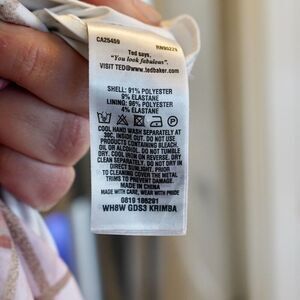 CA25459 RN95229
Ted says,
"You look fabulous".
VISIT TED@www.tedbaker.com
SHELL: 91% POLYESTER
9% ELASTANE
LINING: 96% POLYESTER
4% ELASTANE
COOL HAND WASH SEPARATELY AT
30C. INSIDE OUT. DO NOT USE
PRODUCTS CONTAINING BLEACH,
OIL OR ALCOHOL. DO NOT TUMBLE
DRY. COOL IRON ON REVERSE. DRY
CLEAN SEPARATELY. DO NOT DRY IN
DIRECT SUNLIGHT. PRIOR
TO CLEANING COVER THE METAL
TRIMS TO PREVENT DAMAGE.
MADE IN CHINA
MADE WITH CARE, WEAR WITH PRIDE
0819 186291
WH8W GDS3 KRIMBA